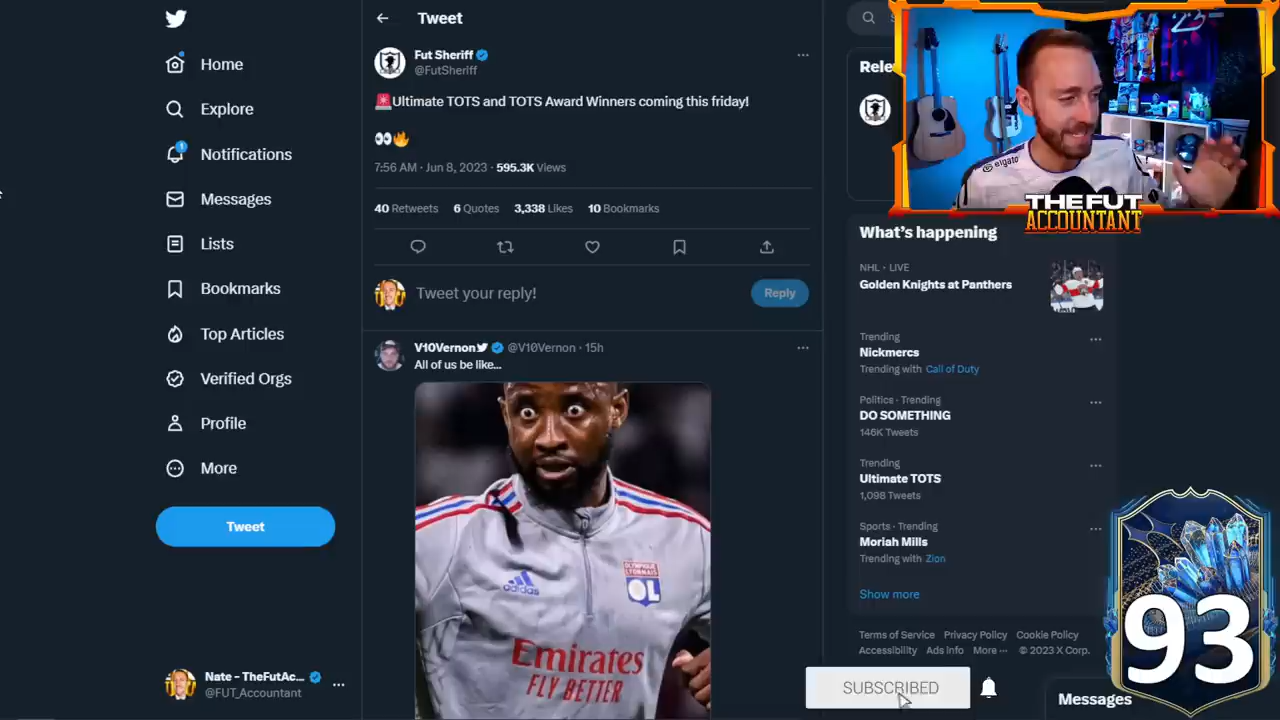 Home
Explore
1
Notifications
Messages
Lists
Bookmarks
Top Articles
Verified Orgs
Profile
More
Tweet
Nate - TheFutAc...
@FUT_Accountant
Tweet
Fut Sheriff
@FutSheriff
🚨Ultimate TOTS and TOTS Award Winners coming this friday!
👀🔥
7:56 AM · Jun 8, 2023 · 595.3K Views
40 Retweets 6 Quotes 3,338 Likes 10 Bookmarks
Tweet your reply!
Reply
V10Vernon @V10Vernon · 15h
All of us be like...
adidas
OLYMPIQUE
LYONNAIS
OL
Emirates
FLY BETTER
Rele
elgato
THE FUT
ACCOUNTANT
What's happening
NHL · LIVE
Golden Knights at Panthers
Trending
Nickmercs
Trending with Call of Duty
Politics · Trending
DO SOMETHING
146K Tweets
Trending
Ultimate TOTS
1,098 Tweets
Sports · Trending
Moriah Mills
Trending with Zion
Show more
Terms of Service Privacy Policy Cookie Policy
Accessibility Ads info More ··· © 2023 X Corp.
93
SUBSCRIBED
Messages